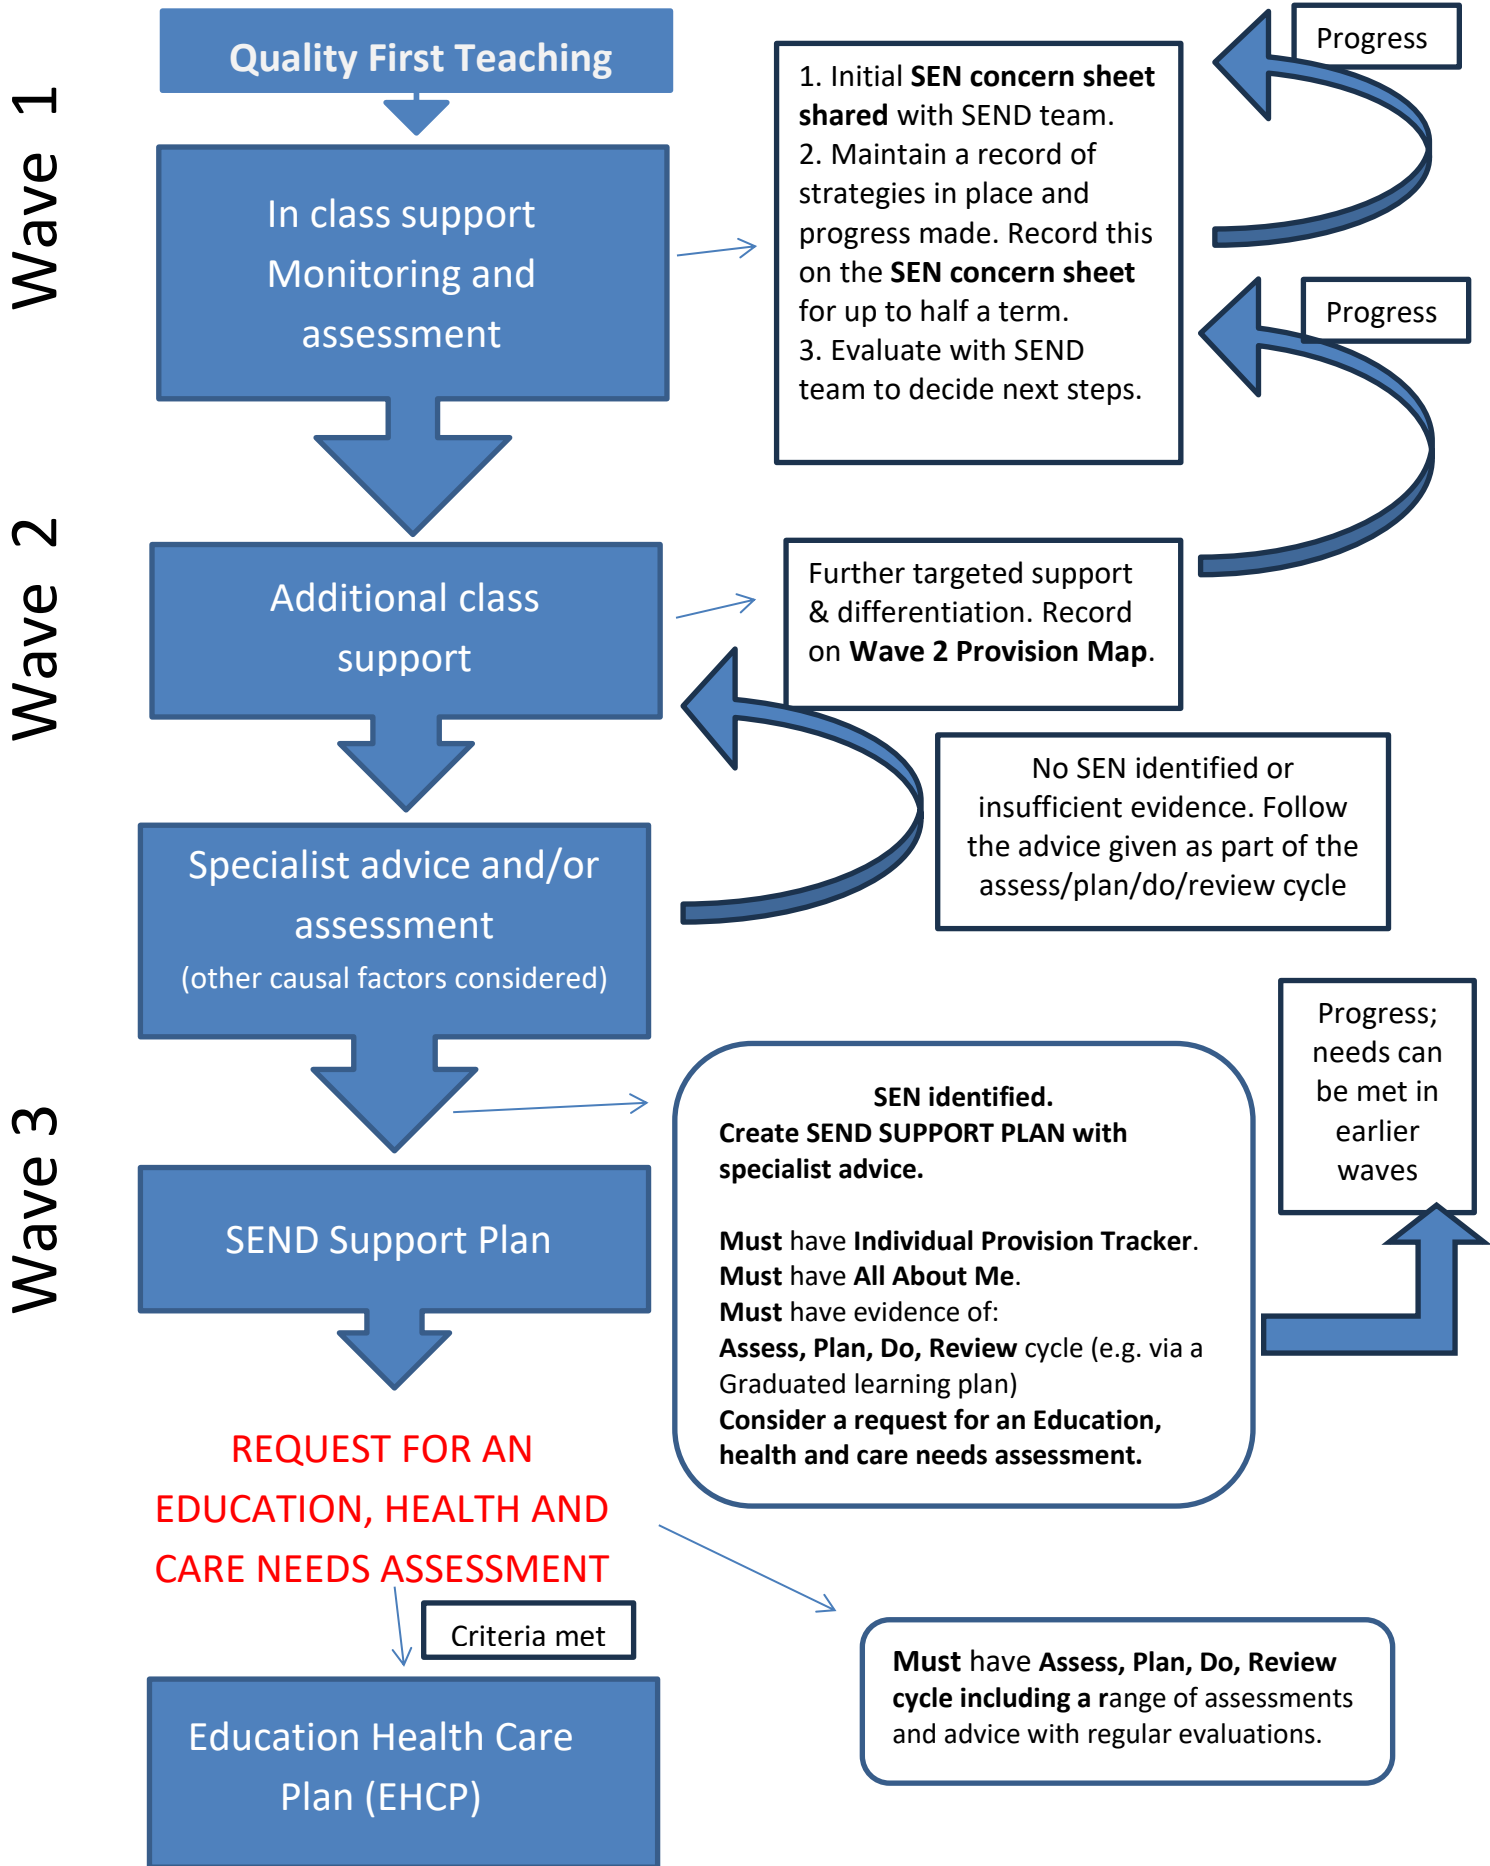 Wave 1
Quality First Teaching
In class support
Monitoring and
assessment
1. Initial SEN concern sheet
shared with SEND team.
2. Maintain a record of
strategies in place and
progress made. Record this
on the SEN concern sheet
for up to half a term.
3. Evaluate with SEND
team to decide next steps.
Progress
Progress
Wave 2
Additional class
support
Further targeted support
& differentiation. Record
on Wave 2 Provision Map.
No SEN identified or
insufficient evidence. Follow
the advice given as part of the
assess/plan/do/review cycle
Specialist advice and/or
assessment
(other causal factors considered)
Wave 3
SEND Support Plan
SEN identified.
Create SEND SUPPORT PLAN with
specialist advice.
Must have Individual Provision Tracker.
Must have All About Me.
Must have evidence of:
Assess, Plan, Do, Review cycle (e.g. via a
Graduated learning plan)
Consider a request for an Education,
health and care needs assessment.
Progress;
needs can
be met in
earlier
waves
REQUEST FOR AN
EDUCATION, HEALTH AND
CARE NEEDS ASSESSMENT
Criteria met
Must have Assess, Plan, Do, Review
cycle including a range of assessments
and advice with regular evaluations.
Education Health Care
Plan (EHCP)